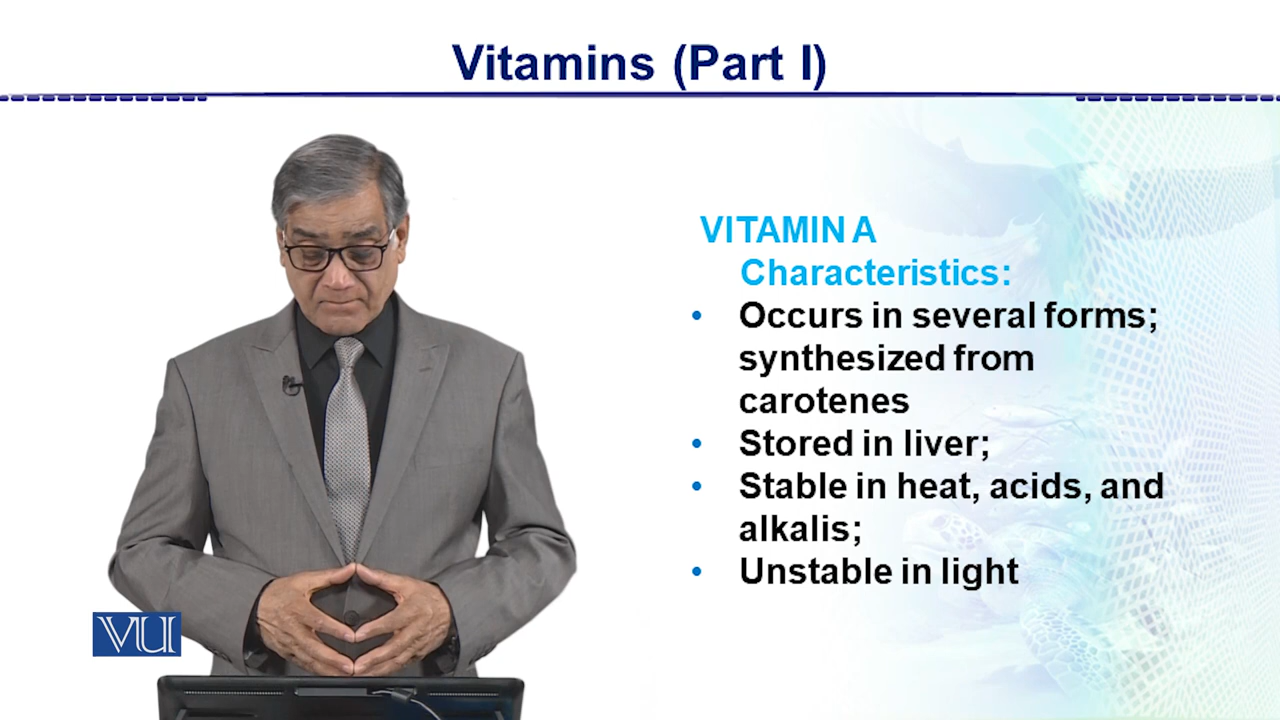 Vitamins (Part I)
VITAMIN A
Characteristics:
• Occurs in several forms;
synthesized from
carotenes
• Stored in liver;
• Stable in heat, acids, and
alkalis;
• Unstable in light
VU